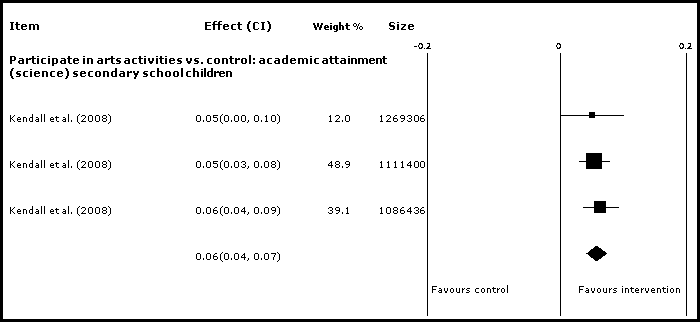 Item Effect (CI) Weight % Size
-0.2 0 0.2
Participate in arts activities vs. control: academic attainment
(science) secondary school children
Kendall et al. (2008) 0.05(0.00, 0.10) 12.0 1269306
Kendall et al. (2008) 0.05(0.03, 0.08) 48.9 1111400
Kendall et al. (2008) 0.06(0.04, 0.09) 39.1 1086436
0.06(0.04, 0.07)
Favours control Favours intervention